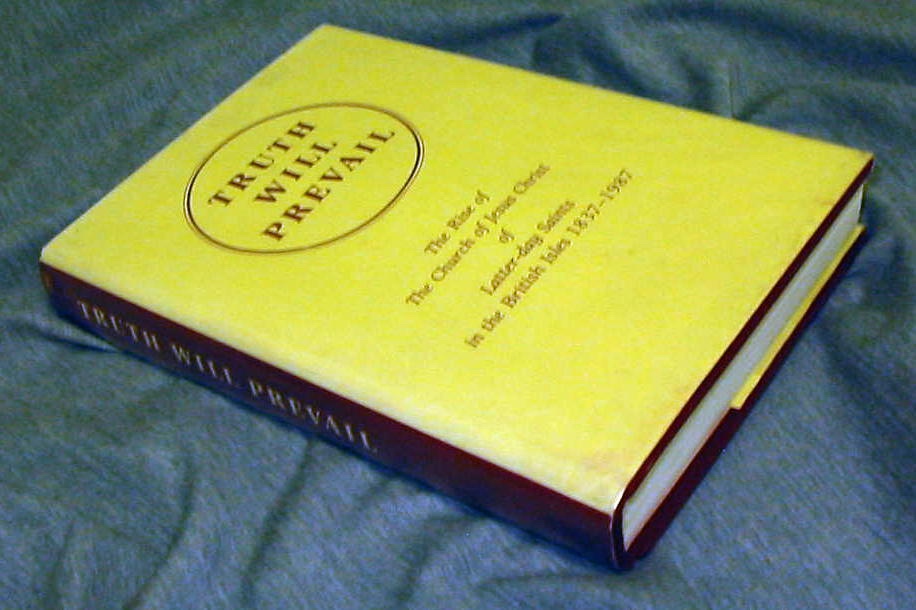 TRUTH
WILL
PREVAIL
The Rise of
The Church of Jesus Christ
of
Latter-day Saints
in the British Isles 1837-1987
TRUTH WILL PREVAIL